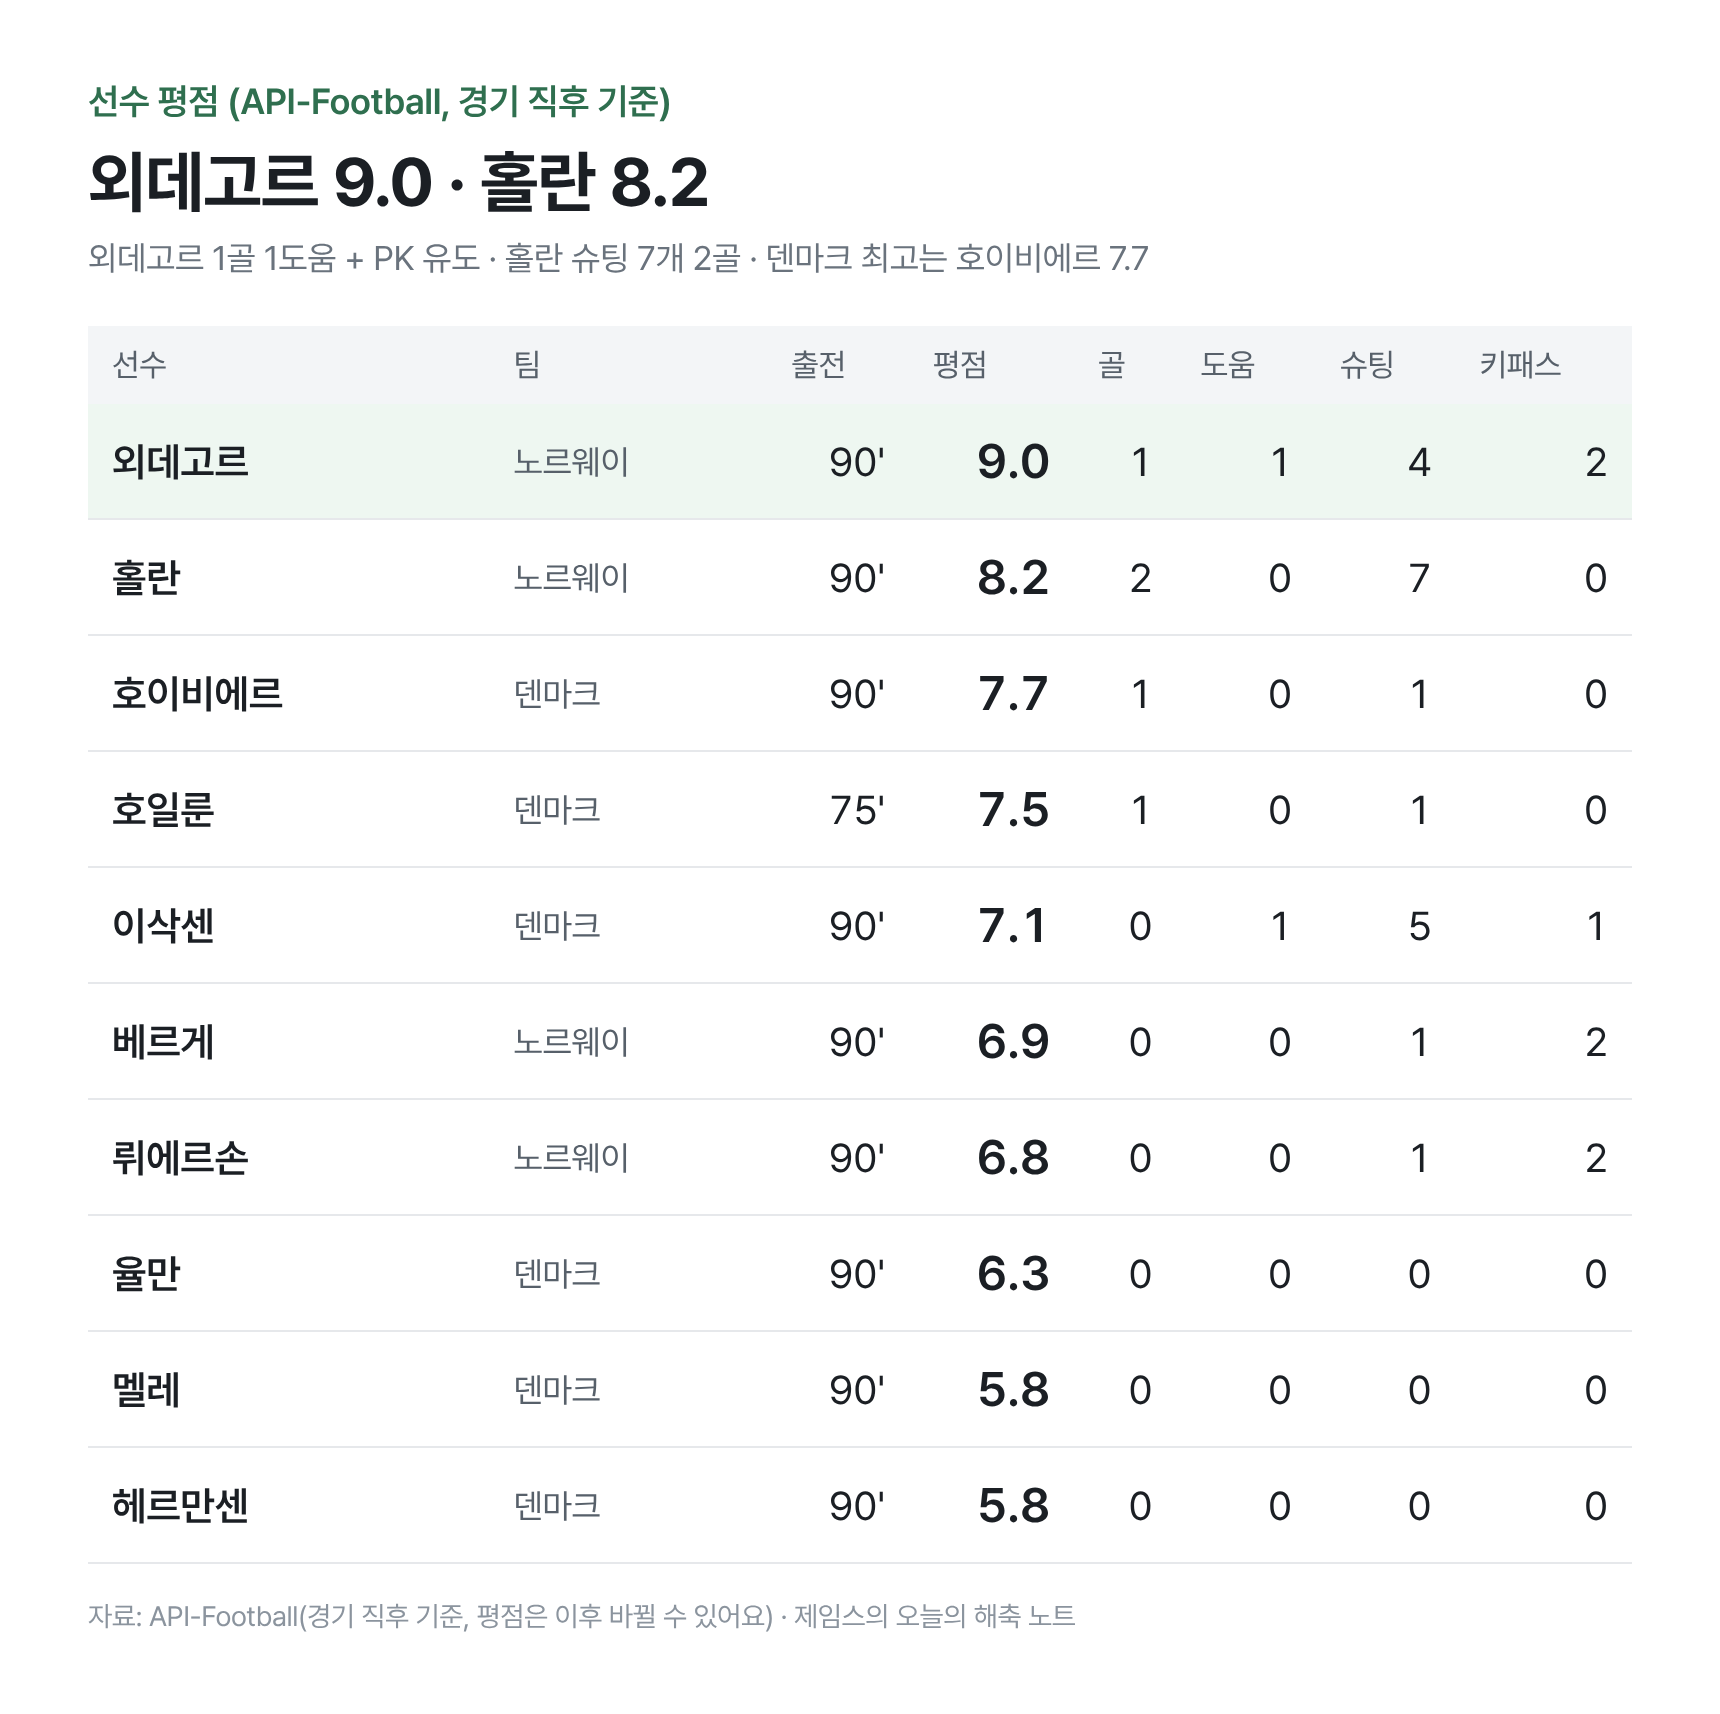 선수 평점 (API-Football, 경기 직후 기준)
외데고르 9.0 · 홀란 8.2
외데고르 1골 1도움 + PK 유도 · 홀란 슈팅 7개 2골 · 덴마크 최고는 호이비에르 7.7
선수 팀 출전 평점 골 도움 슈팅 키패스
외데고르 노르웨이 90' 9.0 1 1 4 2
홀란 노르웨이 90' 8.2 2 0 7 0
호이비에르 덴마크 90' 7.7 1 0 1 0
호일룬 덴마크 75' 7.5 1 0 1 0
이삭센 덴마크 90' 7.1 0 1 5 1
베르게 노르웨이 90' 6.9 0 0 1 2
뤼에르손 노르웨이 90' 6.8 0 0 1 2
율만 덴마크 90' 6.3 0 0 0 0
멜레 덴마크 90' 5.8 0 0 0 0
헤르만센 덴마크 90' 5.8 0 0 0 0
자료: API-Football(경기 직후 기준, 평점은 이후 바뀔 수 있어요) · 제임스의 오늘의 해축 노트